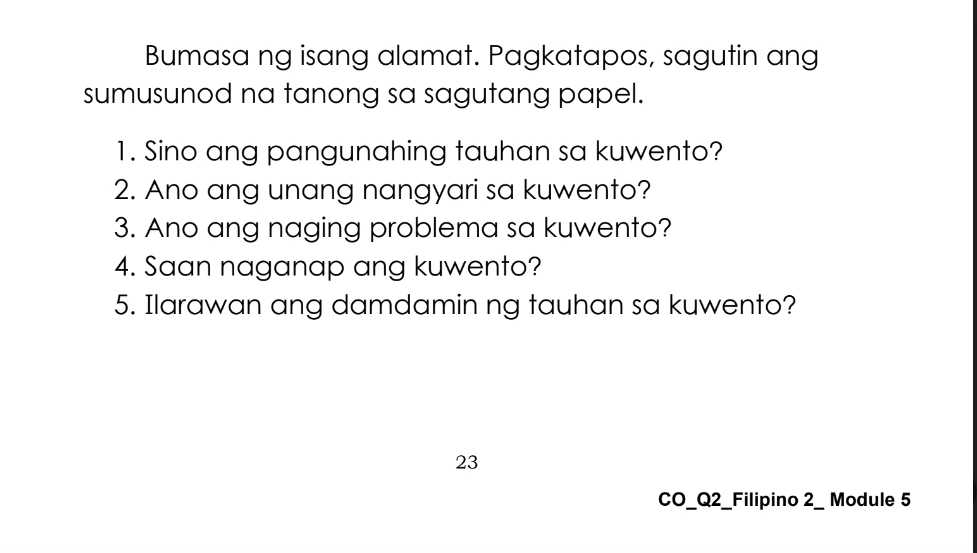 Bumasa ng isang alamat. Pagkatapos, sagutin ang
sumusunod na tanong sa sagutang papel.
1. Sino ang pangunahing tauhan sa kuwento?
2. Ano ang unang nangyari sa kuwento?
3. Ano ang naging problema sa kuwento?
4. Saan naganap ang kuwento?
5. Ilarawan ang damdamin ng tauhan sa kuwento?
23
CO_Q2_Filipino 2_ Module 5